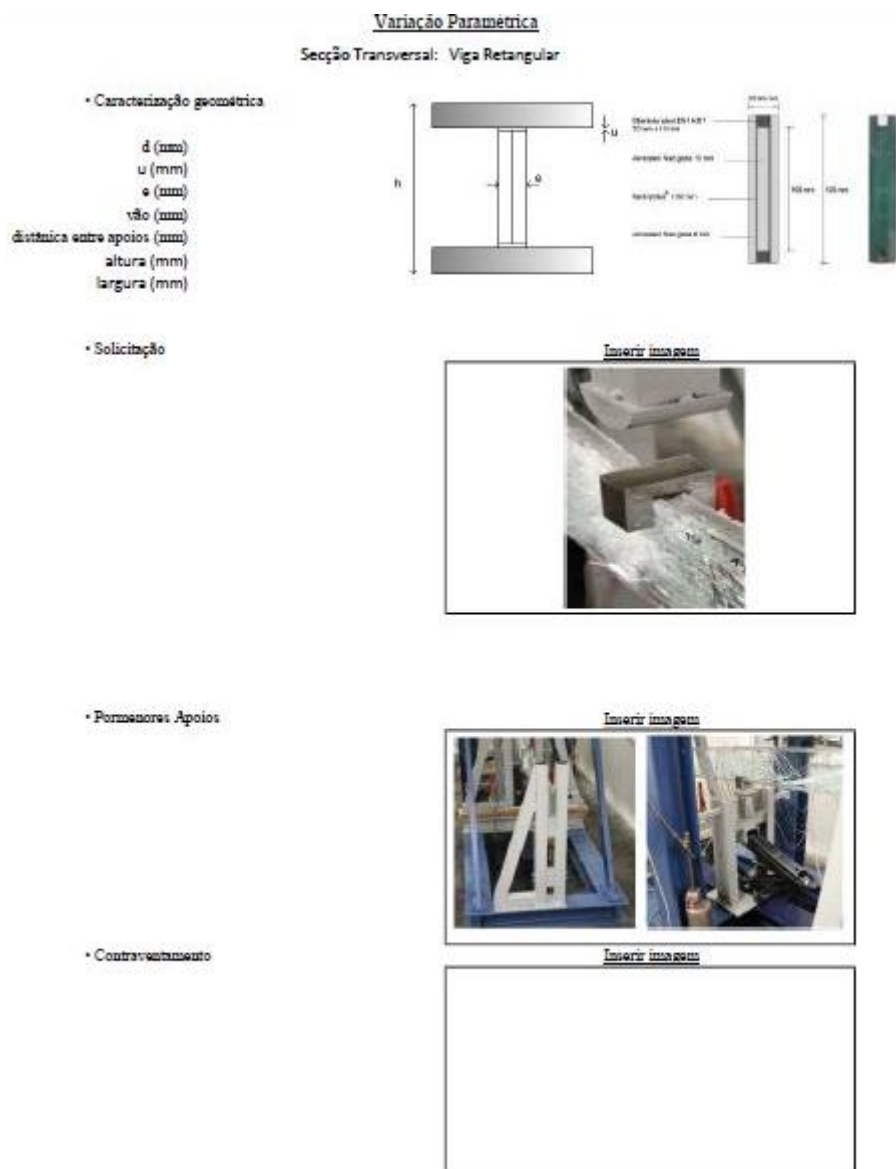 Variação Paramétrica
Secção Transversal: Viga Retangular
• Caracterização geométrica
d (mm)
u (mm)
e (mm)
vão (mm)
distânica entre apoios (mm)
altura (mm)
largura (mm)
h
e
u
• Solicitação
Inserir imagem
• Pormenores Apoios
Inserir imagem
• Contraventamento
Inserir imagem